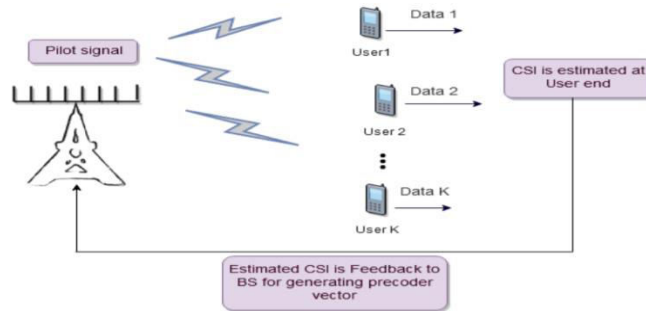 Pilot signal
Data 1
User1
CSI is estimated at
User end
Data 2
User 2
Data K
User K
Estimated CSI is Feedback to
BS for generating precoder
vector